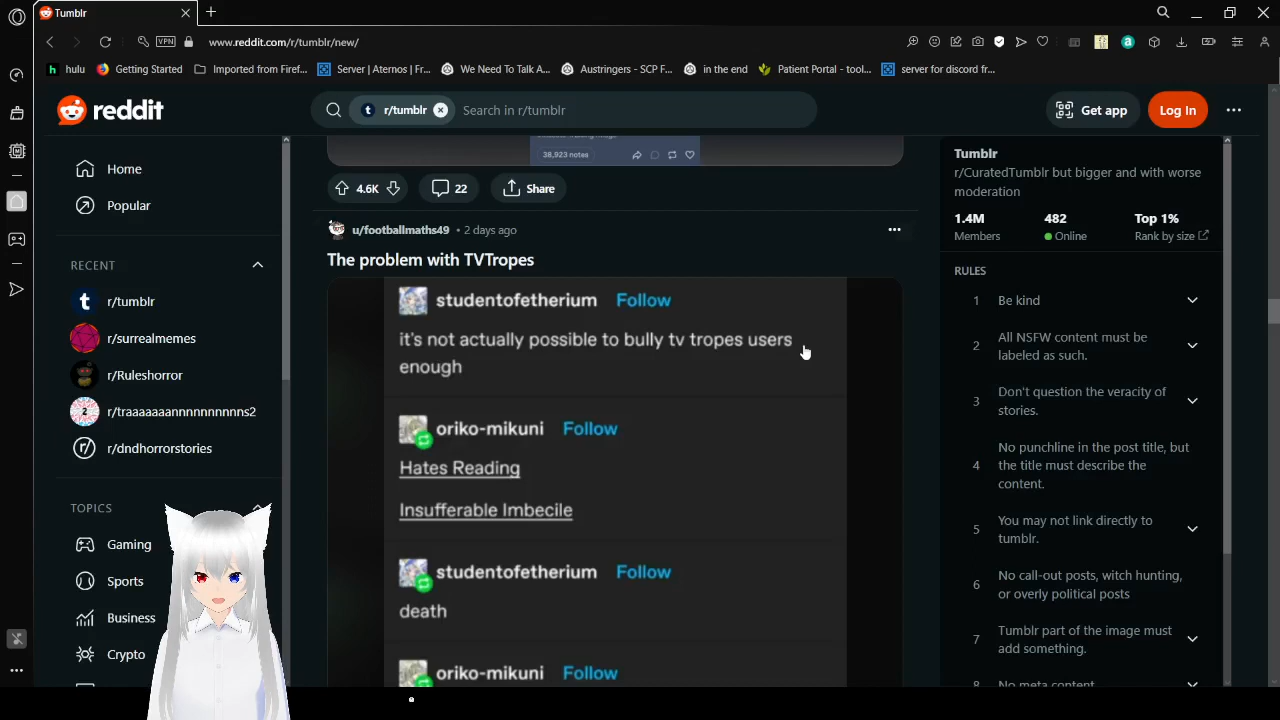 Tumblr
VPN
www.reddit.com/r/tumblr/new/
hulu
Getting Started
Imported from Firef...
Server | Aternos | Fr...
We Need To Talk A...
Austringers - SCP F...
in the end
Patient Portal - tool...
server for discord fr...
reddit
r/tumblr
Search in r/tumblr
Get app
Log In
Home
Popular
RECENT
r/tumblr
r/surrealmemes
r/Ruleshorror
r/traaaaaaannnnnnnnnns2
r/dndhorrorstories
TOPICS
Gaming
Sports
Business
Crypto
38,923 notes
4.6K
22
Share
u/footballmaths49 • 2 days ago
The problem with TVTropes
studentofetherium Follow
it's not actually possible to bully tv tropes users
enough
oriko-mikuni Follow
Hates Reading
Insufferable Imbecile
studentofetherium Follow
death
oriko-mikuni Follow
Tumblr
r/CuratedTumblr but bigger and with worse
moderation
1.4M 482 Top 1%
Members Online Rank by size
RULES
1 Be kind
2 All NSFW content must be
labeled as such.
3 Don't question the veracity of
stories.
4 No punchline in the post title, but
the title must describe the
content.
5 You may not link directly to
tumblr.
6 No call-out posts, witch hunting,
or overly political posts
7 Tumblr part of the image must
add something.
8 No meta content